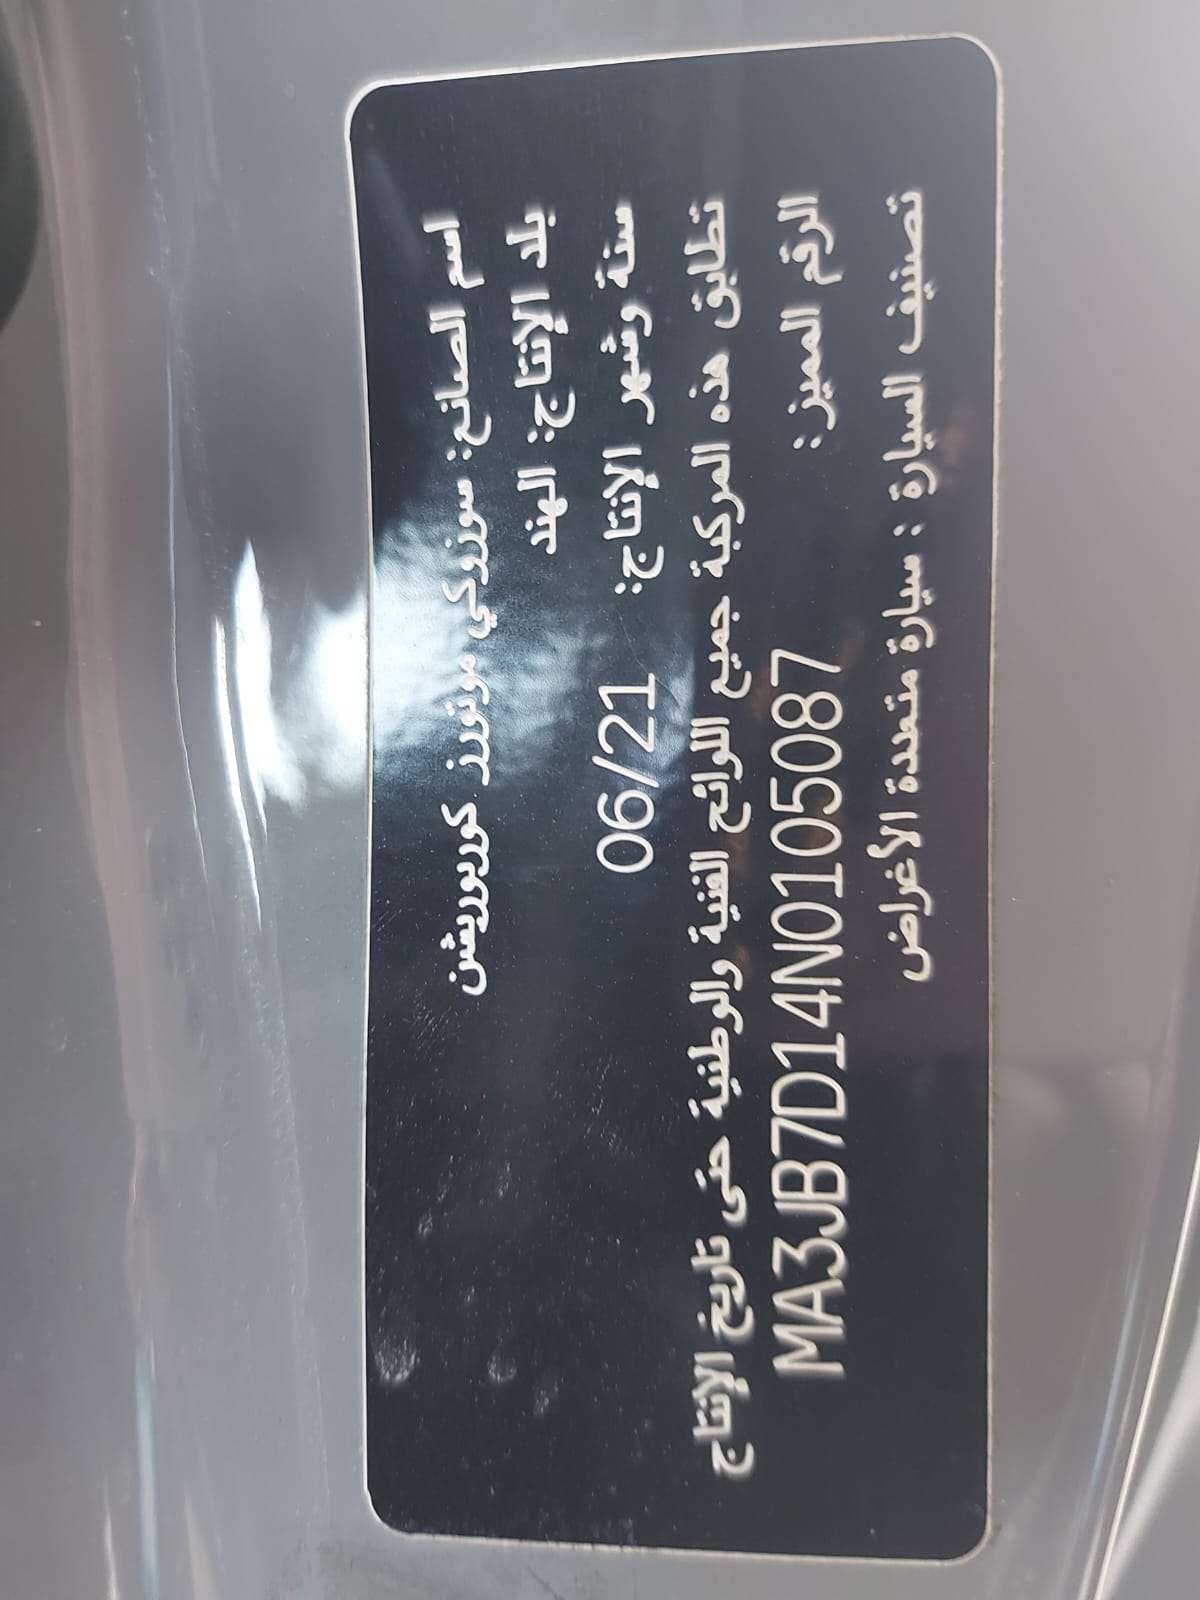 اسم الصانع: سوزوكي موتورز كوربوريشن
بلد الإنتاج: الهند
سنة وشهر الإنتاج: 06/21
تطابق هذه المركبة جميع اللوائح الفنية والوطنية حتى تاريخ الإنتاج
الرقم المميز: MA3JB7D14N0105087
تصنيف السيارة : سيارة متعددة الأغراض